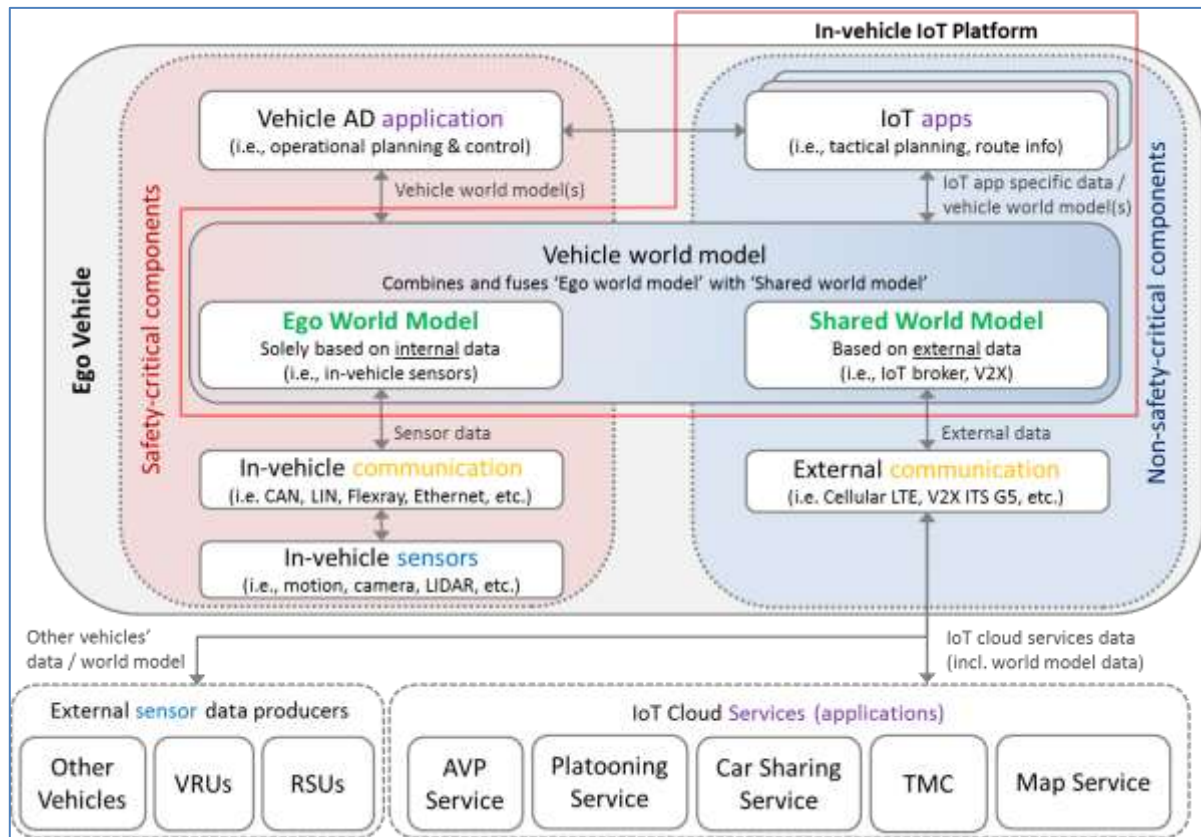 In-vehicle IoT Platform
Ego Vehicle
Safety-critical components
Non-safety-critical components
Vehicle AD application
(i.e., operational planning & control)
IoT apps
(i.e., tactical planning, route info)
Vehicle world model(s)
IoT app specific data /
vehicle world model(s)
Vehicle world model
Combines and fuses ‘Ego world model’ with ‘Shared world model’
Ego World Model
Solely based on internal data
(i.e., in-vehicle sensors)
Shared World Model
Based on external data
(i.e., IoT broker, V2X)
Sensor data
External data
In-vehicle communication
(i.e. CAN, LIN, Flexray, Ethernet, etc.)
External communication
(i.e. Cellular LTE, V2X ITS G5, etc.)
In-vehicle sensors
(i.e., motion, camera, LIDAR, etc.)
Other vehicles’
data / world model
IoT cloud services data
(incl. world model data)
External sensor data producers
Other
Vehicles
VRUs
RSUs
IoT Cloud Services (applications)
AVP
Service
Platooning
Service
Car Sharing
Service
TMC
Map Service